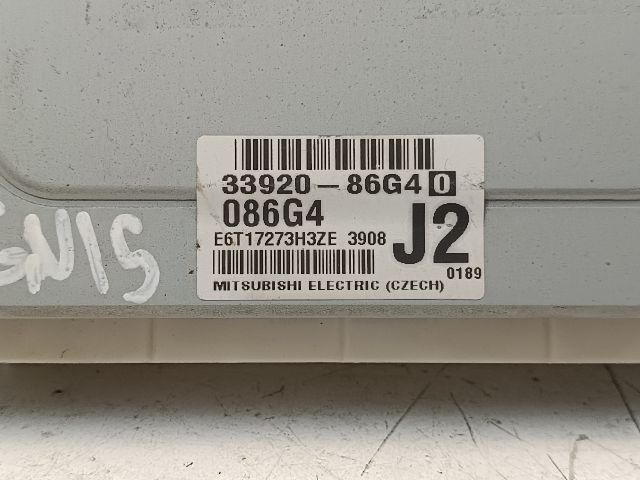 33920-86G4 0
086G4
E6T17273H3ZE 3908
J2
0189
MITSUBISHI ELECTRIC (CZECH)